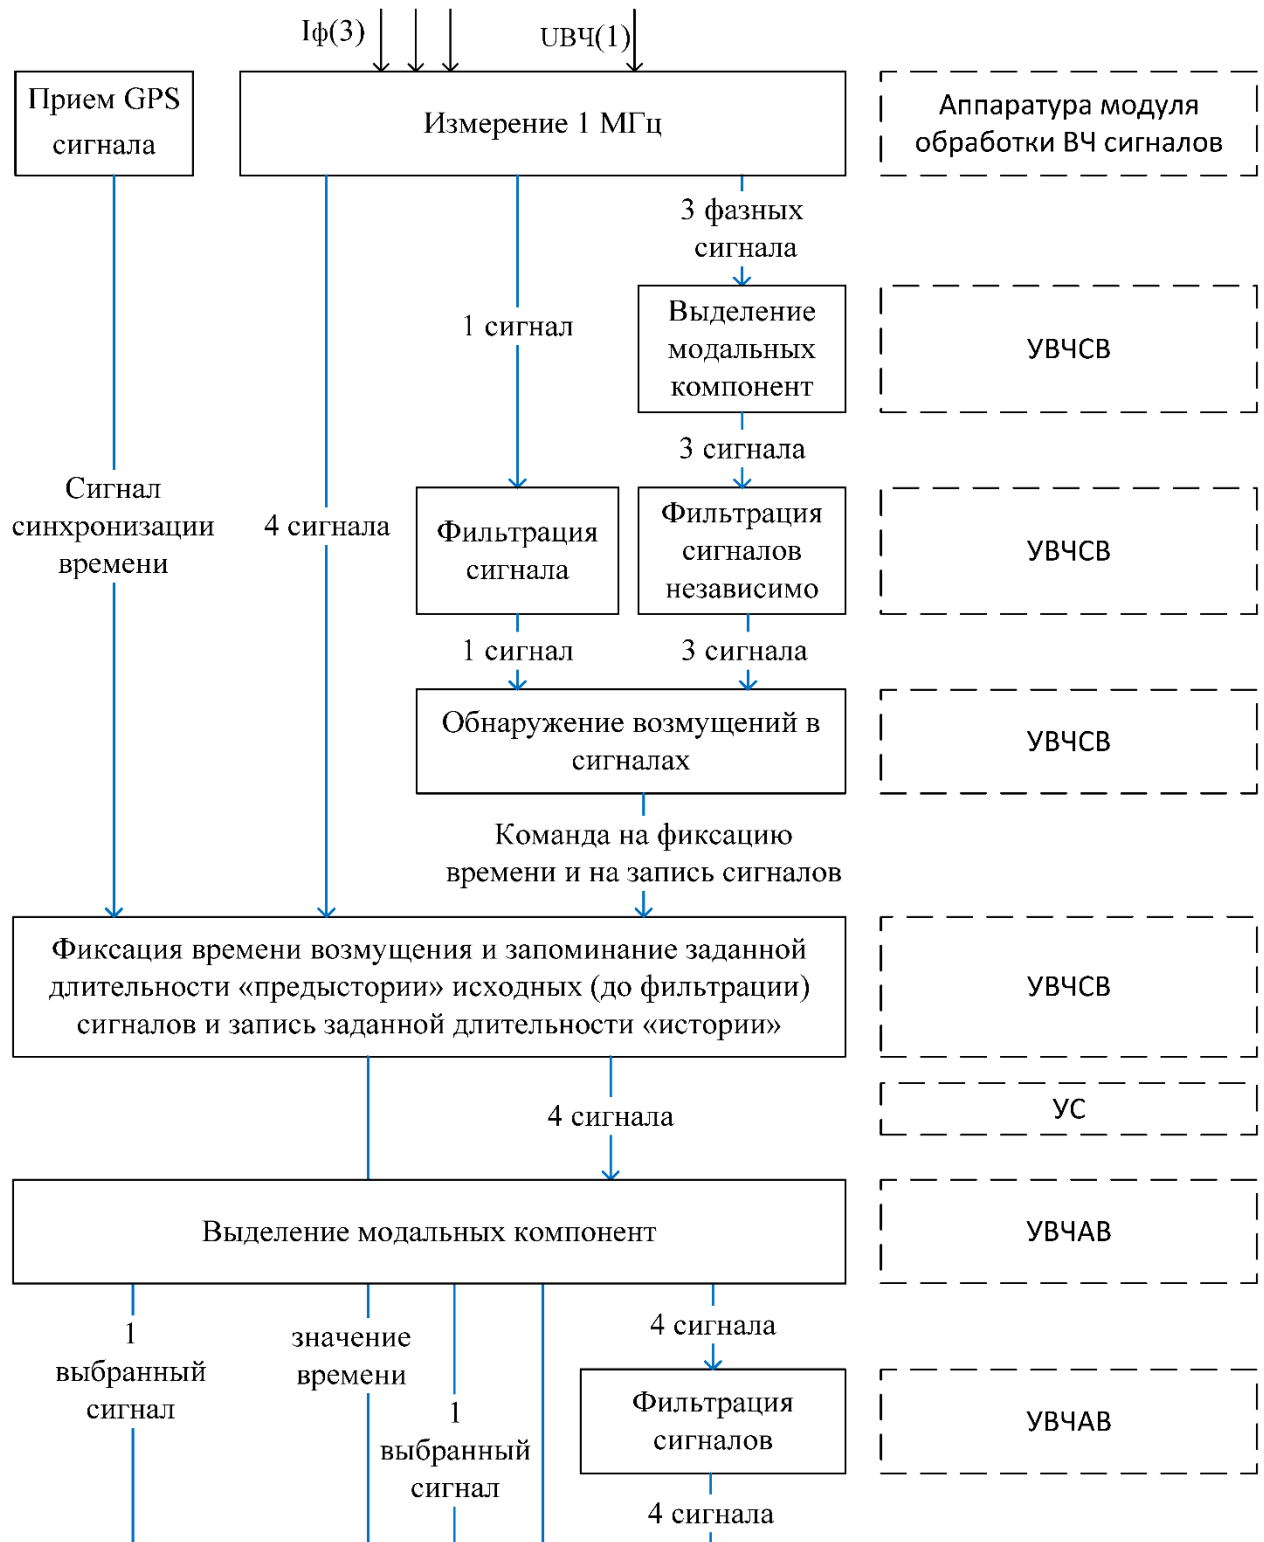 Iф(3)
UВЧ(1)
Прием GPS
сигнала
Измерение 1 МГц
Аппаратура модуля
обработки ВЧ сигналов
3 фазных
сигнала
1 сигнал
Выделение
модальных
компонент
УВЧСВ
3 сигнала
Сигнал
синхронизации
времени
4 сигнала
Фильтрация
сигнала
Фильтрация
сигналов
независимо
УВЧСВ
1 сигнал
3 сигнала
Обнаружение возмущений в
сигналах
УВЧСВ
Команда на фиксацию
времени и на запись сигналов
Фиксация времени возмущения и запоминание заданной
длительности «предыстории» исходных (до фильтрации)
сигналов и запись заданной длительности «истории»
УВЧСВ
4 сигнала
УС
Выделение модальных компонент
УВЧАВ
1
выбранный
сигнал
значение
времени
1
выбранный
сигнал
4 сигнала
Фильтрация
сигналов
УВЧАВ
4 сигнала